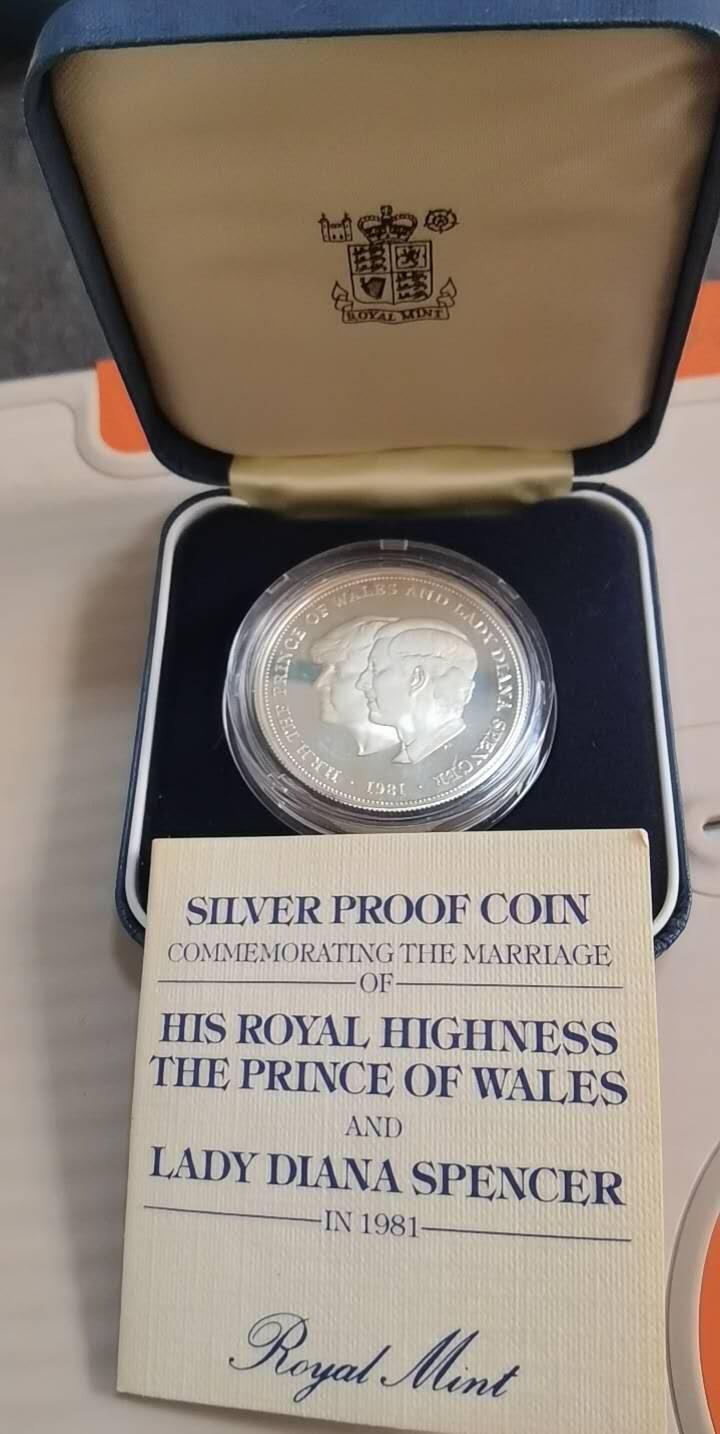 ROYAL MINT
H.R.H. THE PRINCE OF WALES AND LADY DIANA SPENCER
· 1981 ·
SILVER PROOF COIN
COMMEMORATING THE MARRIAGE
OF
HIS ROYAL HIGHNESS
THE PRINCE OF WALES
AND
LADY DIANA SPENCER
IN 1981
Royal Mint